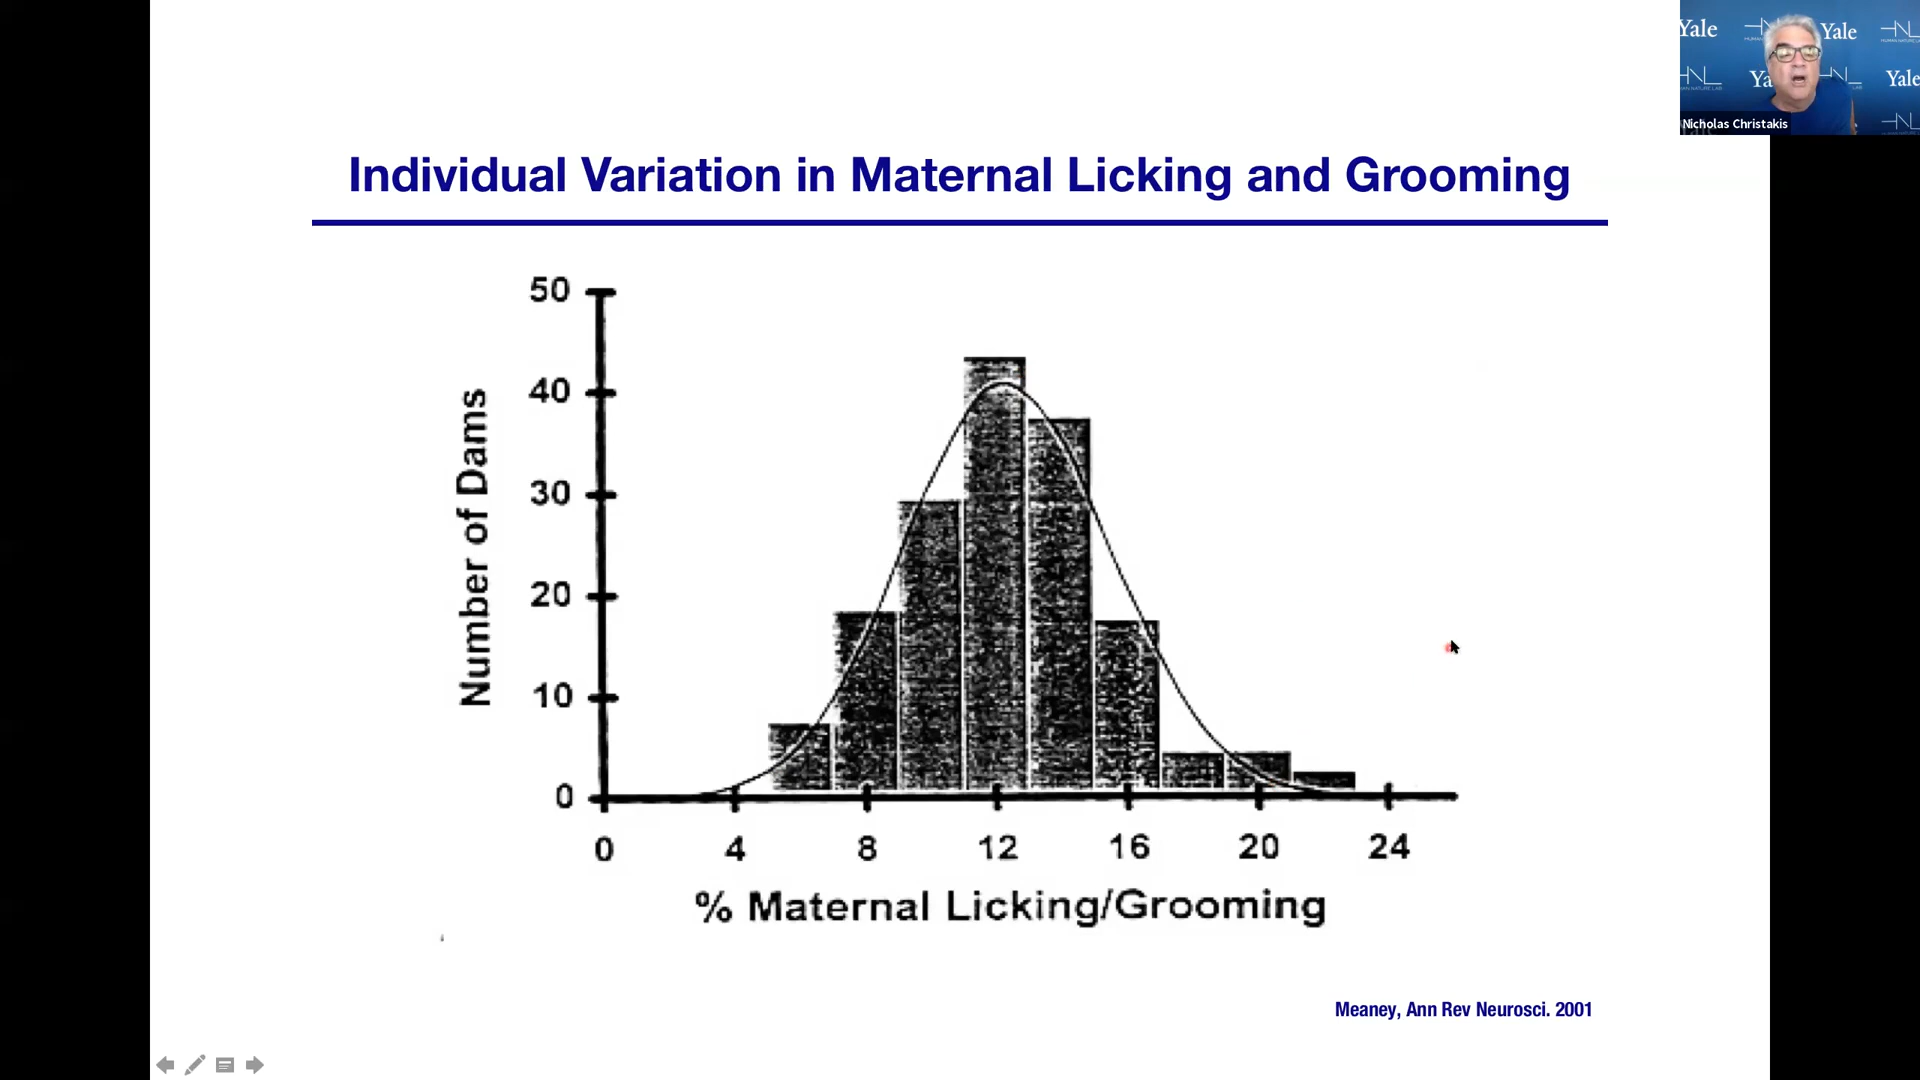 Yale
Yale
Yale
Nicholas Christakis
Individual Variation in Maternal Licking and Grooming
50
40
30
20
10
0
Number of Dams
0 4 8 12 16 20 24
% Maternal Licking/Grooming
Meaney, Ann Rev Neurosci. 2001